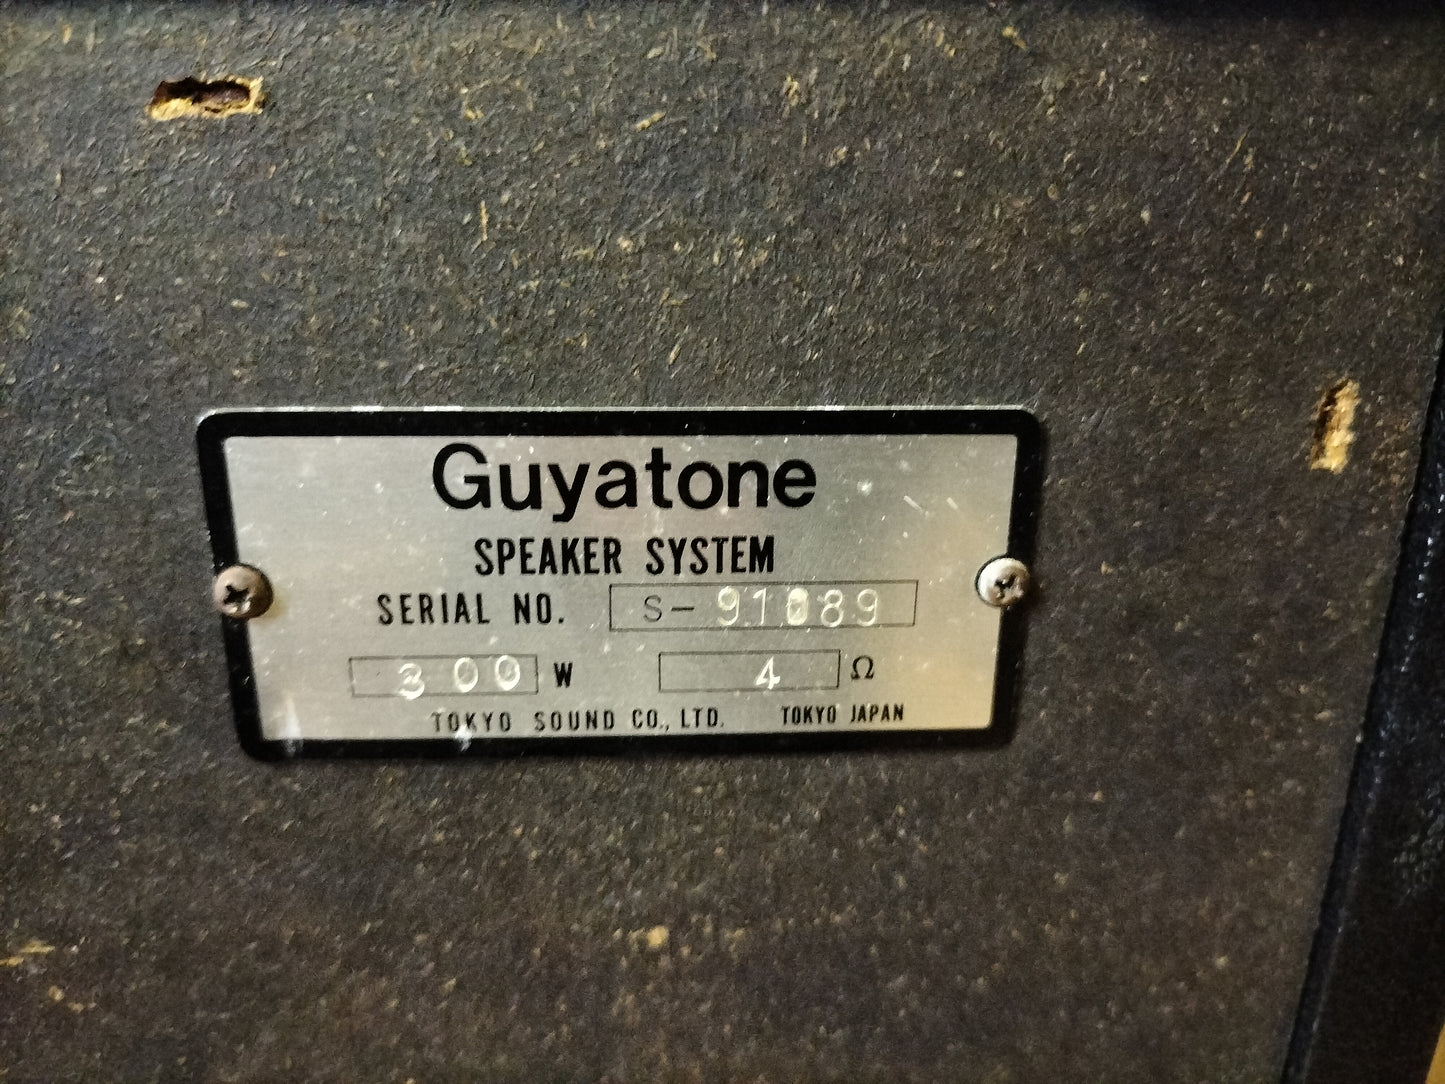 Guyatone
SPEAKER SYSTEM
SERIAL NO. S-91089
300 W 4 Ω
TOKYO SOUND CO., LTD. TOKYO JAPAN